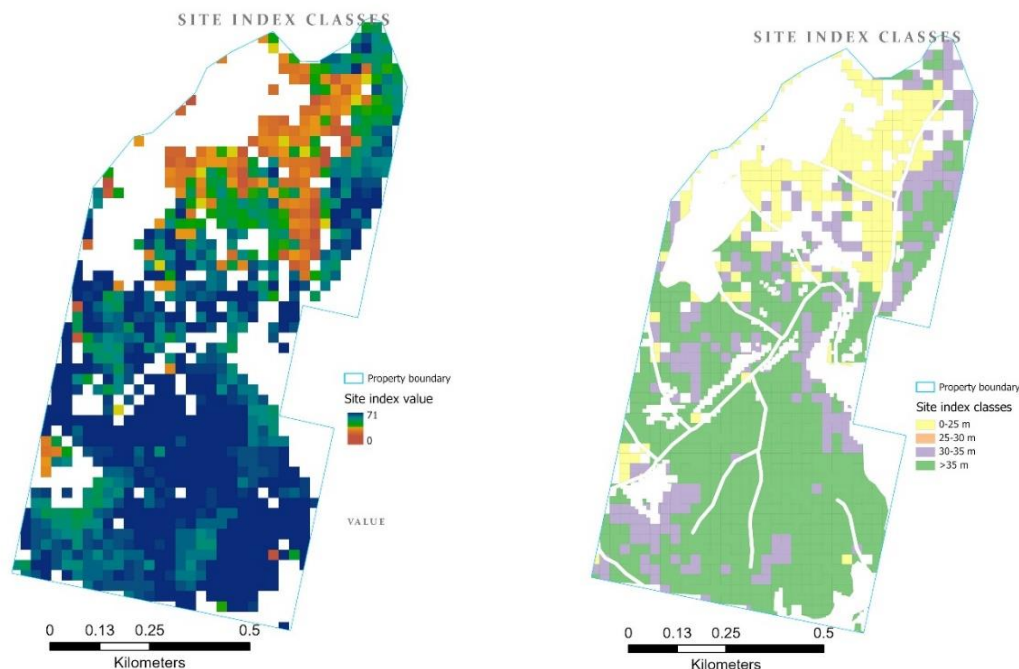 SITE INDEX CLASSES
Property boundary
Site index value
71
0
VALUE
0 0.13 0.25 0.5
Kilometers
SITE INDEX CLASSES
Property boundary
Site index classes
0-25 m
25-30 m
30-35 m
>35 m
0 0.13 0.25 0.5
Kilometers